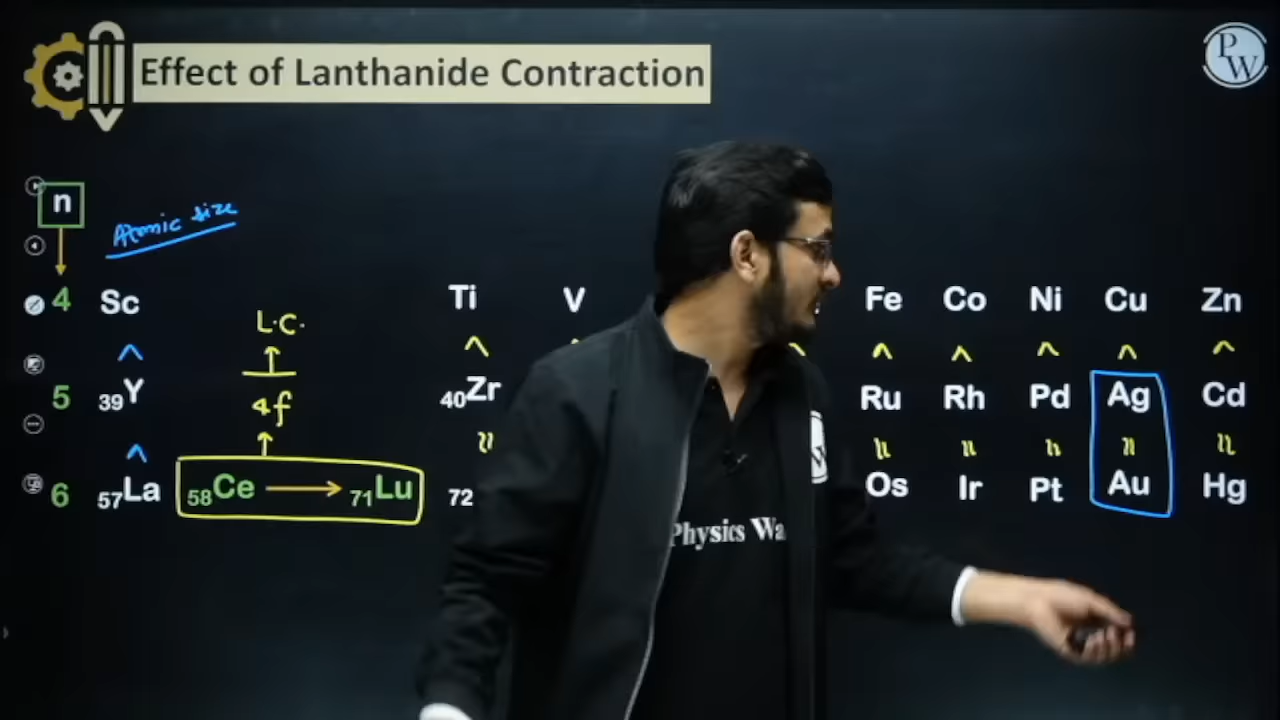 Effect of Lanthanide Contraction
PW
n
Atomic size
4 Sc Ti V Fe Co Ni Cu Zn
L.C.
^ ^ ^ ^ ^ ^ ^ ^
5 39Y 4f 40Zr Ru Rh Pd Ag Cd
^ ≈ ≈ ≈ ≈ ≈ ≈
6 57La 58Ce → 71Lu 72 Os Ir Pt Au Hg
Physics Wa
W